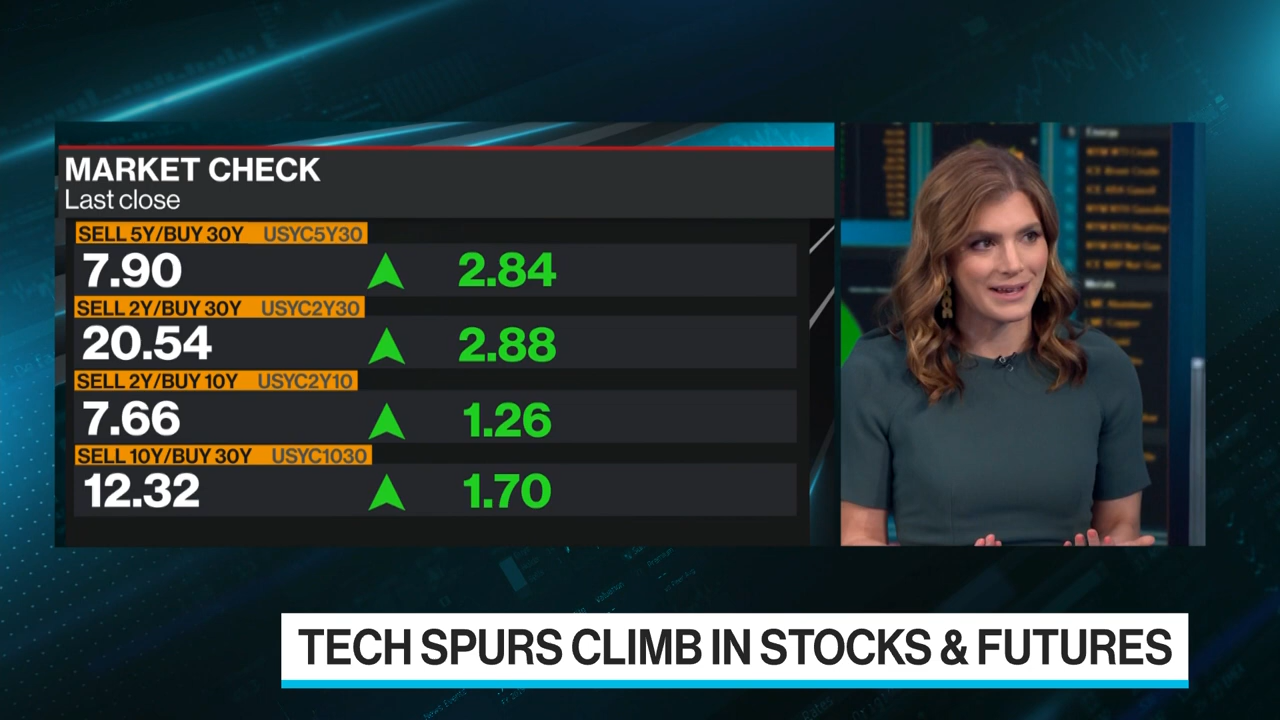 MARKET CHECK
Last close
SELL 5Y/BUY 30Y USYC5Y30
7.90 2.84
SELL 2Y/BUY 30Y USYC2Y30
20.54 2.88
SELL 2Y/BUY 10Y USYC2Y10
7.66 1.26
SELL 10Y/BUY 30Y USYC1030
12.32 1.70
Energy
Metals
TECH SPURS CLIMB IN STOCKS & FUTURES